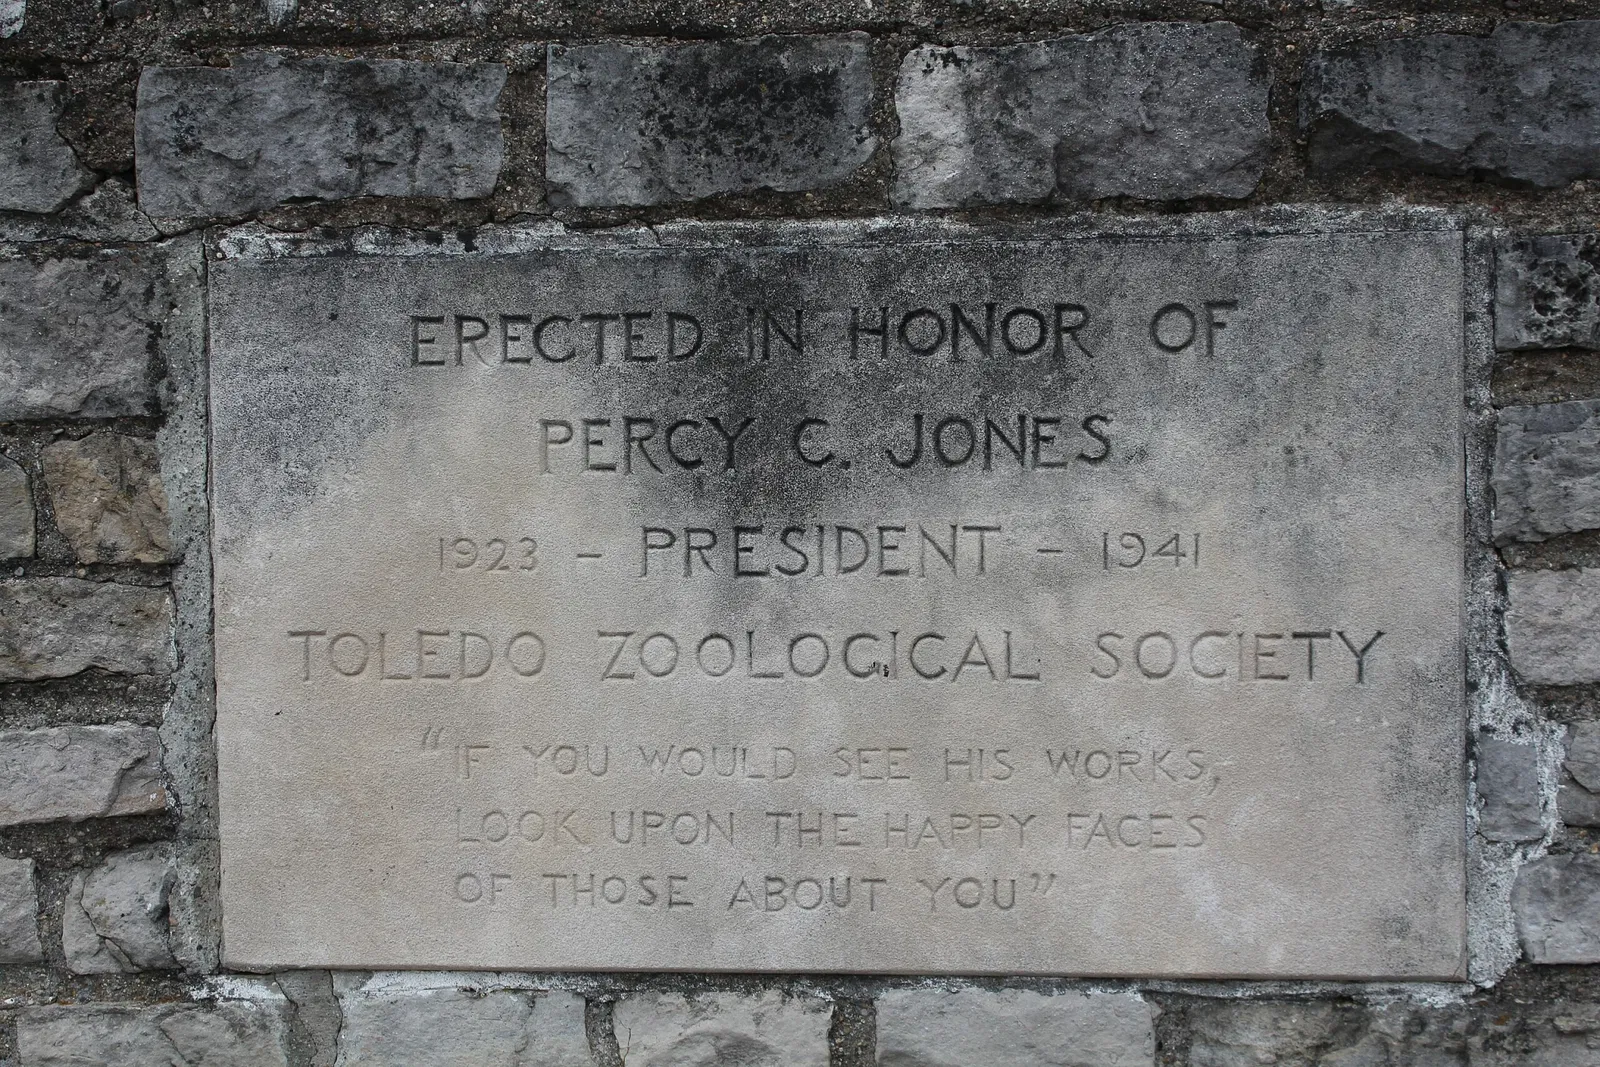 ERECTED IN HONOR OF
PERCY C. JONES
1923 – PRESIDENT – 1941
TOLEDO ZOOLOGICAL SOCIETY
“IF YOU WOULD SEE HIS WORKS,
LOOK UPON THE HAPPY FACES
OF THOSE ABOUT YOU”